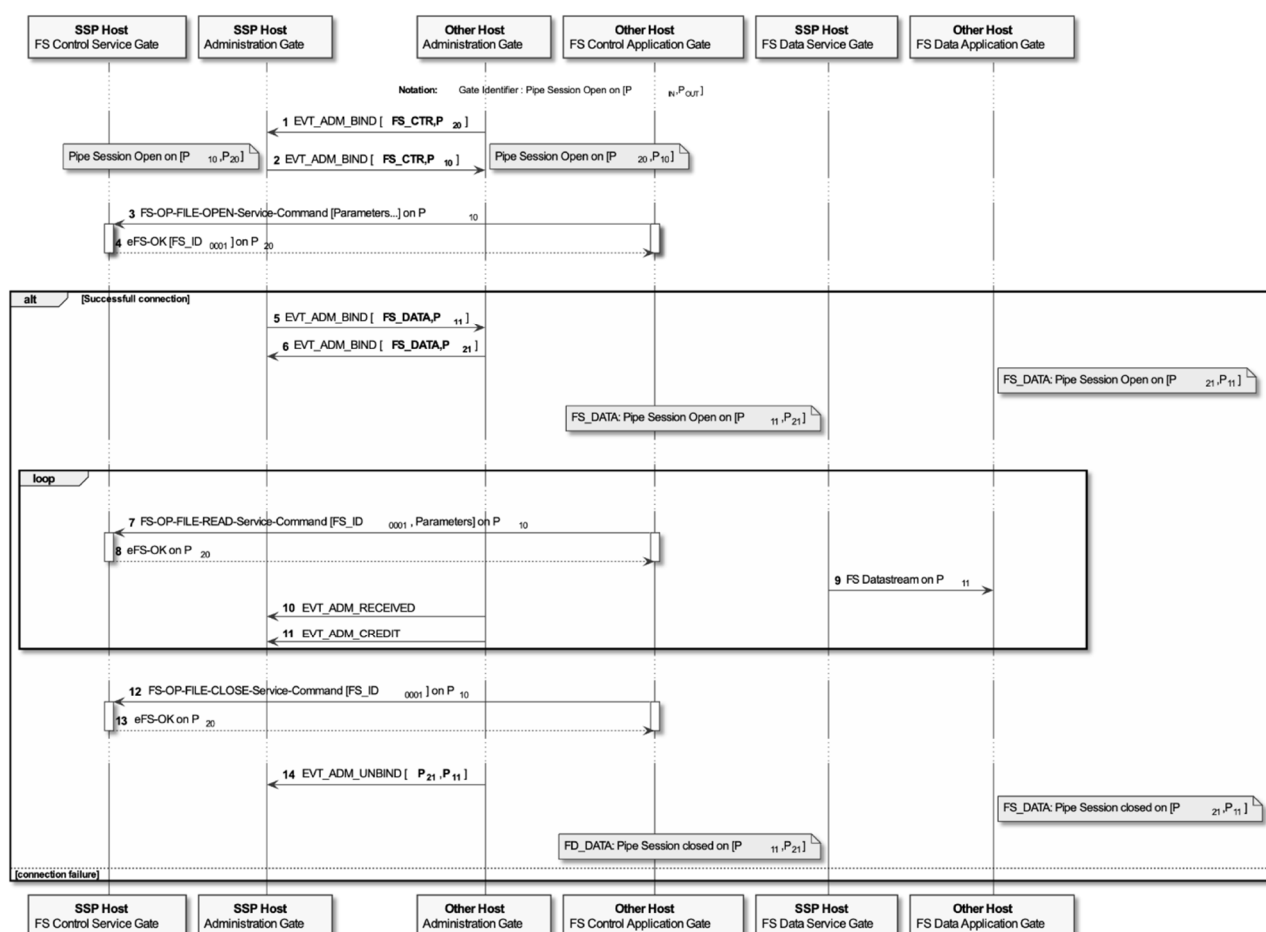 SSP Host SSP Host Other Host Other Host SSP Host Other Host
FS Control Service Gate Administration Gate Administration Gate FS Control Application Gate FS Data Service Gate FS Data Application Gate
Notation: Gate Identifier : Pipe Session Open on [P IN,POUT]
1 EVT_ADM_BIND [ FS_CTR,P 20 ]
Pipe Session Open on [P 10 ,P20] 2 EVT_ADM_BIND [ FS_CTR,P 10 ] Pipe Session Open on [P 20 ,P10]
3 FS-OP-FILE-OPEN-Service-Command [Parameters...] on P 10
4 eFS-OK [FS_ID 0001 ] on P 20
alt [Successfull connection]
5 EVT_ADM_BIND [ FS_DATA,P 11 ]
6 EVT_ADM_BIND [ FS_DATA,P 21 ]
FS_DATA: Pipe Session Open on [P 21 ,P11 ]
FS_DATA: Pipe Session Open on [P 11 ,P21]
loop
7 FS-OP-FILE-READ-Service-Command [FS_ID 0001 , Parameters] on P 10
8 eFS-OK on P 20
9 FS Datastream on P 11
10 EVT_ADM_RECEIVED
11 EVT_ADM_CREDIT
12 FS-OP-FILE-CLOSE-Service-Command [FS_ID 0001 ] on P 10
13 eFS-OK on P 20
14 EVT_ADM_UNBIND [ P21 ,P11 ]
FS_DATA: Pipe Session closed on [P 21 ,P11 ]
FD_DATA: Pipe Session closed on [P 11 ,P21]
[connection failure]
SSP Host SSP Host Other Host Other Host SSP Host Other Host
FS Control Service Gate Administration Gate Administration Gate FS Control Application Gate FS Data Service Gate FS Data Application Gate